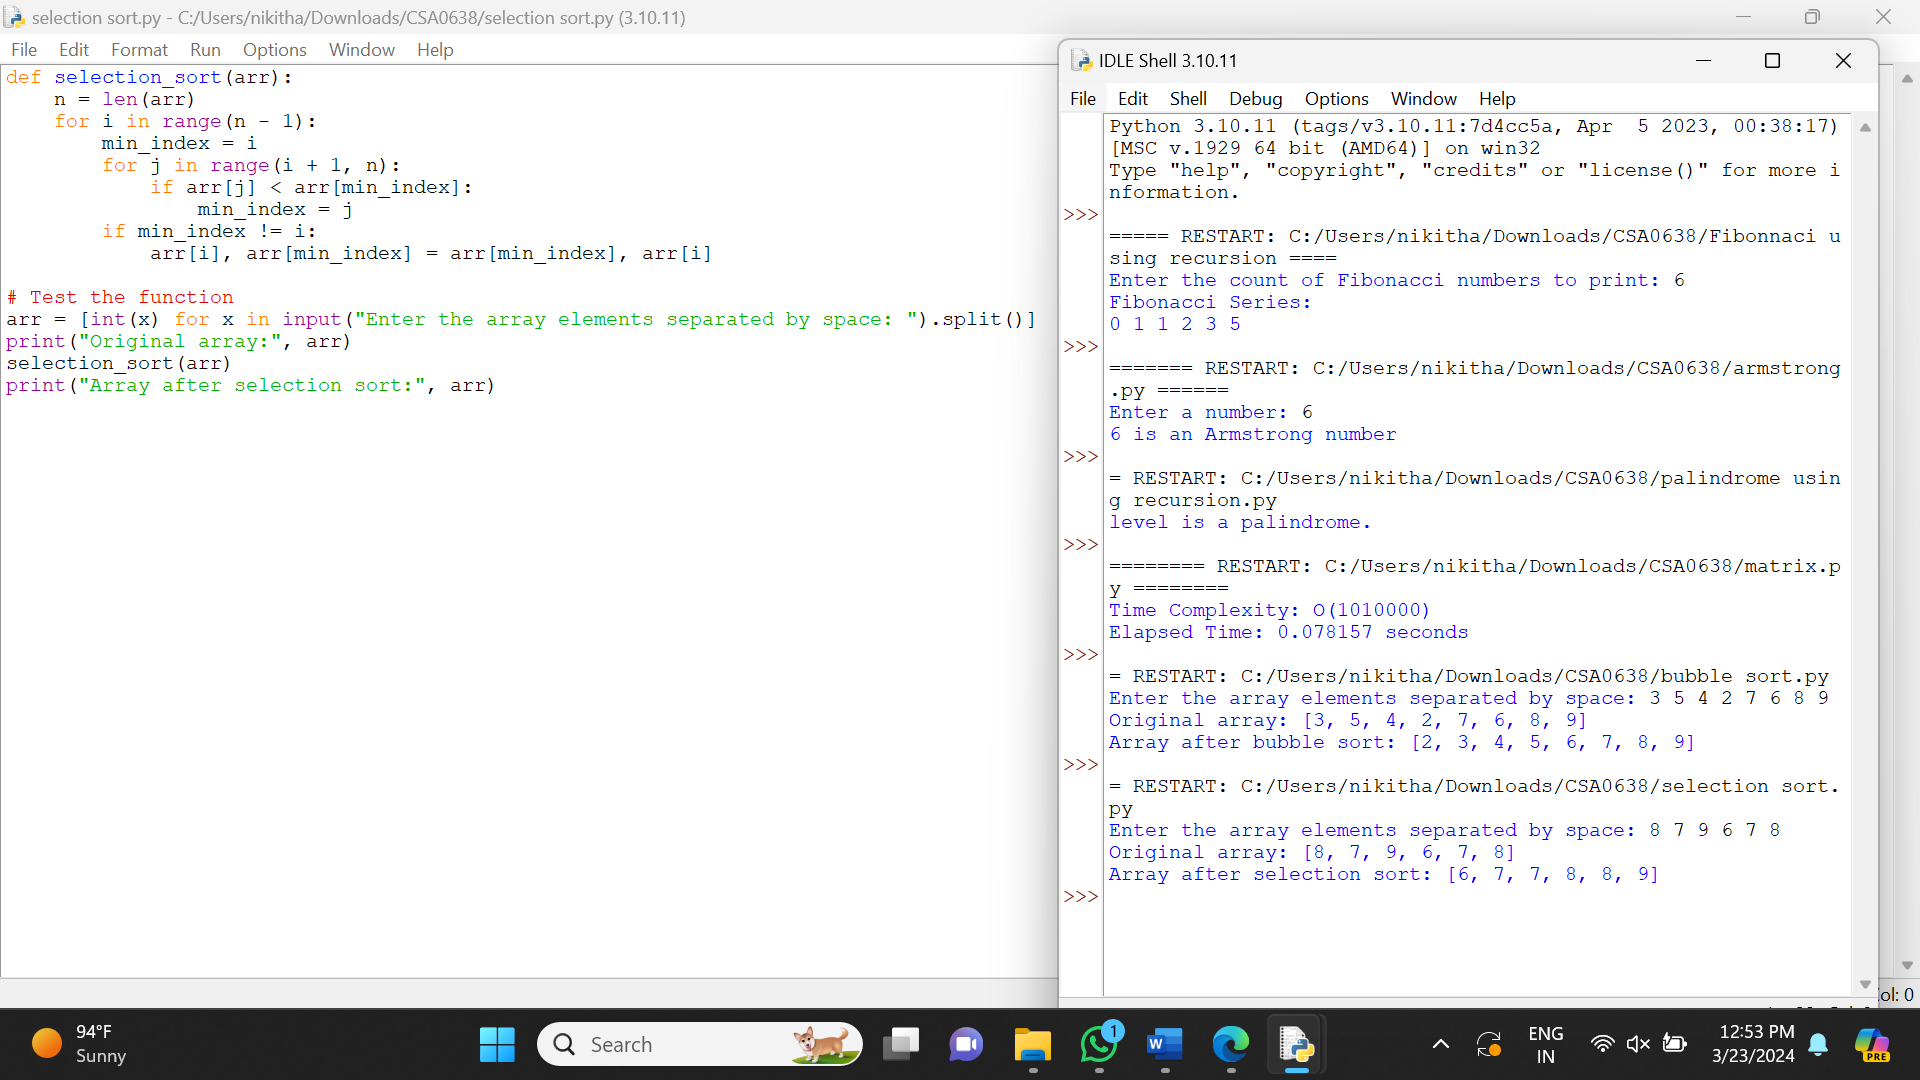 selection sort.py - C:/Users/nikitha/Downloads/CSA0638/selection sort.py (3.10.11)
File Edit Format Run Options Window Help
def selection_sort(arr):
    n = len(arr)
    for i in range(n - 1):
        min_index = i
        for j in range(i + 1, n):
            if arr[j] < arr[min_index]:
                min_index = j
        if min_index != i:
            arr[i], arr[min_index] = arr[min_index], arr[i]
# Test the function
arr = [int(x) for x in input("Enter the array elements separated by space: ").split()]
print("Original array:", arr)
selection_sort(arr)
print("Array after selection sort:", arr)
IDLE Shell 3.10.11
File Edit Shell Debug Options Window Help
Python 3.10.11 (tags/v3.10.11:7d4cc5a, Apr  5 2023, 00:38:17)
[MSC v.1929 64 bit (AMD64)] on win32
Type "help", "copyright", "credits" or "license()" for more i
nformation.
>>>
===== RESTART: C:/Users/nikitha/Downloads/CSA0638/Fibonnaci u
sing recursion ====
Enter the count of Fibonacci numbers to print: 6
Fibonacci Series:
0 1 1 2 3 5
>>>
======= RESTART: C:/Users/nikitha/Downloads/CSA0638/armstrong
.py ======
Enter a number: 6
6 is an Armstrong number
>>>
= RESTART: C:/Users/nikitha/Downloads/CSA0638/palindrome usin
g recursion.py
level is a palindrome.
>>>
======== RESTART: C:/Users/nikitha/Downloads/CSA0638/matrix.p
y ========
Time Complexity: O(1010000)
Elapsed Time: 0.078157 seconds
>>>
= RESTART: C:/Users/nikitha/Downloads/CSA0638/bubble sort.py
Enter the array elements separated by space: 3 5 4 2 7 6 8 9
Original array: [3, 5, 4, 2, 7, 6, 8, 9]
Array after bubble sort: [2, 3, 4, 5, 6, 7, 8, 9]
>>>
= RESTART: C:/Users/nikitha/Downloads/CSA0638/selection sort.
py
Enter the array elements separated by space: 8 7 9 6 7 8
Original array: [8, 7, 9, 6, 7, 8]
Array after selection sort: [6, 7, 7, 8, 8, 9]
>>>
ol: 0
94°F
Sunny
Search
1
W
ENG
IN
12:53 PM
3/23/2024
PRE